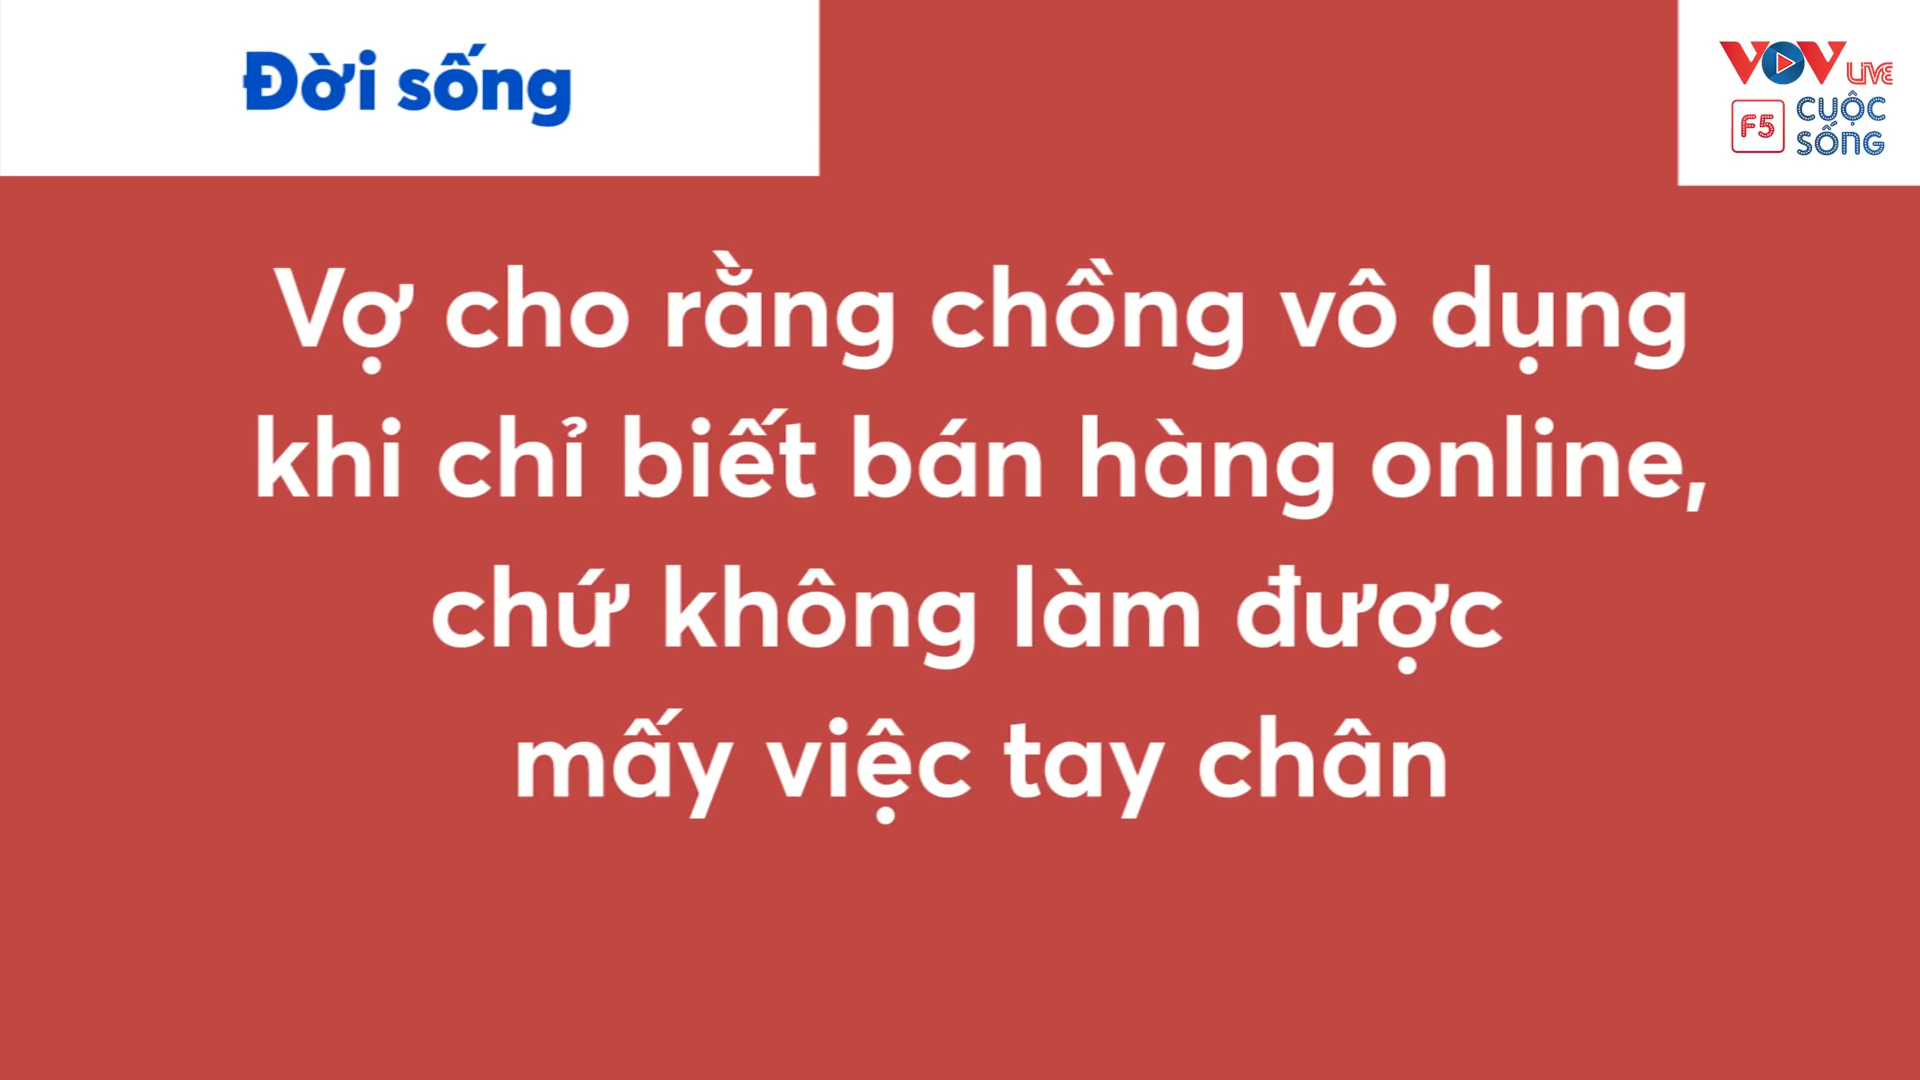 Đời sống
VOV LIVE
F5 CUỘC SỐNG
Vợ cho rằng chồng vô dụng
khi chỉ biết bán hàng online,
chứ không làm được
mấy việc tay chân